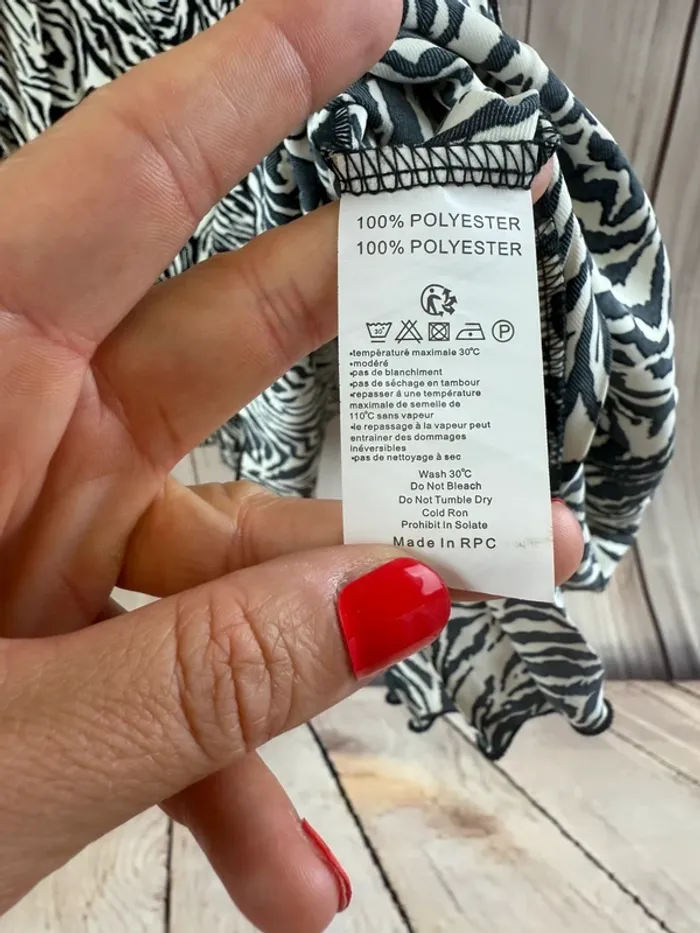 100% POLYESTER
100% POLYESTER
30°
P
•température maximale 30°C
•modéré
•pas de blanchiment
•pas de séchage en tambour
•repasser á une température
maximale de semelle de
110°C sans vapeur
•le repassage à la vapeur peut
entrainer des dommages
inéversibles
•pas de nettoyage à sec
Wash 30°C
Do Not Bleach
Do Not Tumble Dry
Cold Ron
Prohibit In Solate
Made In RPC